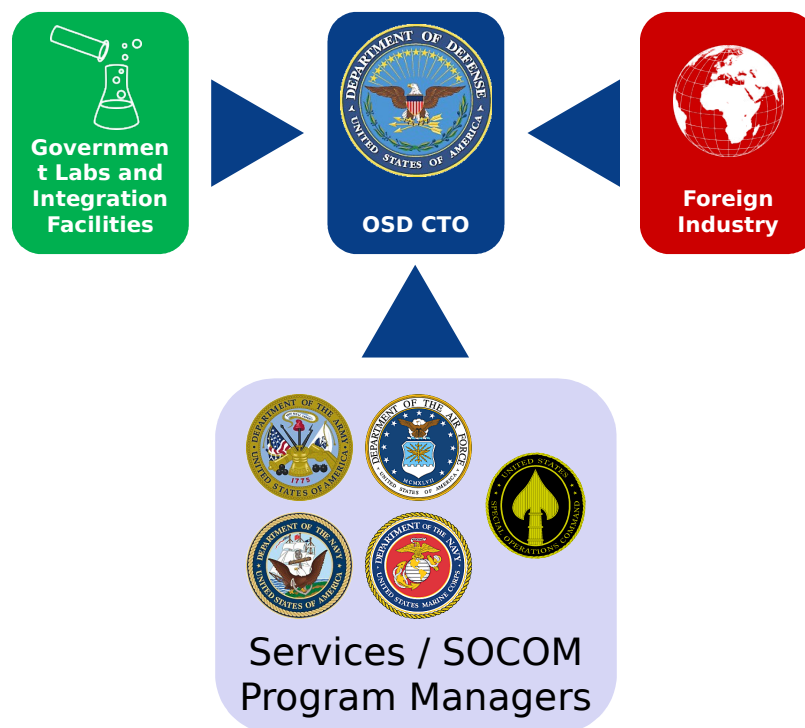 DEPARTMENT OF DEFENSE
UNITED STATES OF AMERICA
Governmen
t Labs and
Integration
Facilities
OSD CTO
Foreign
Industry
DEPARTMENT OF THE ARMY
1775
UNITED STATES OF AMERICA
DEPARTMENT OF THE AIR FORCE
MCMXLVII
UNITED STATES OF AMERICA
UNITED STATES
SPECIAL OPERATIONS COMMAND
DEPARTMENT OF THE NAVY
UNITED STATES OF AMERICA
DEPARTMENT OF THE NAVY
UNITED STATES MARINE CORPS
Services / SOCOM
Program Managers